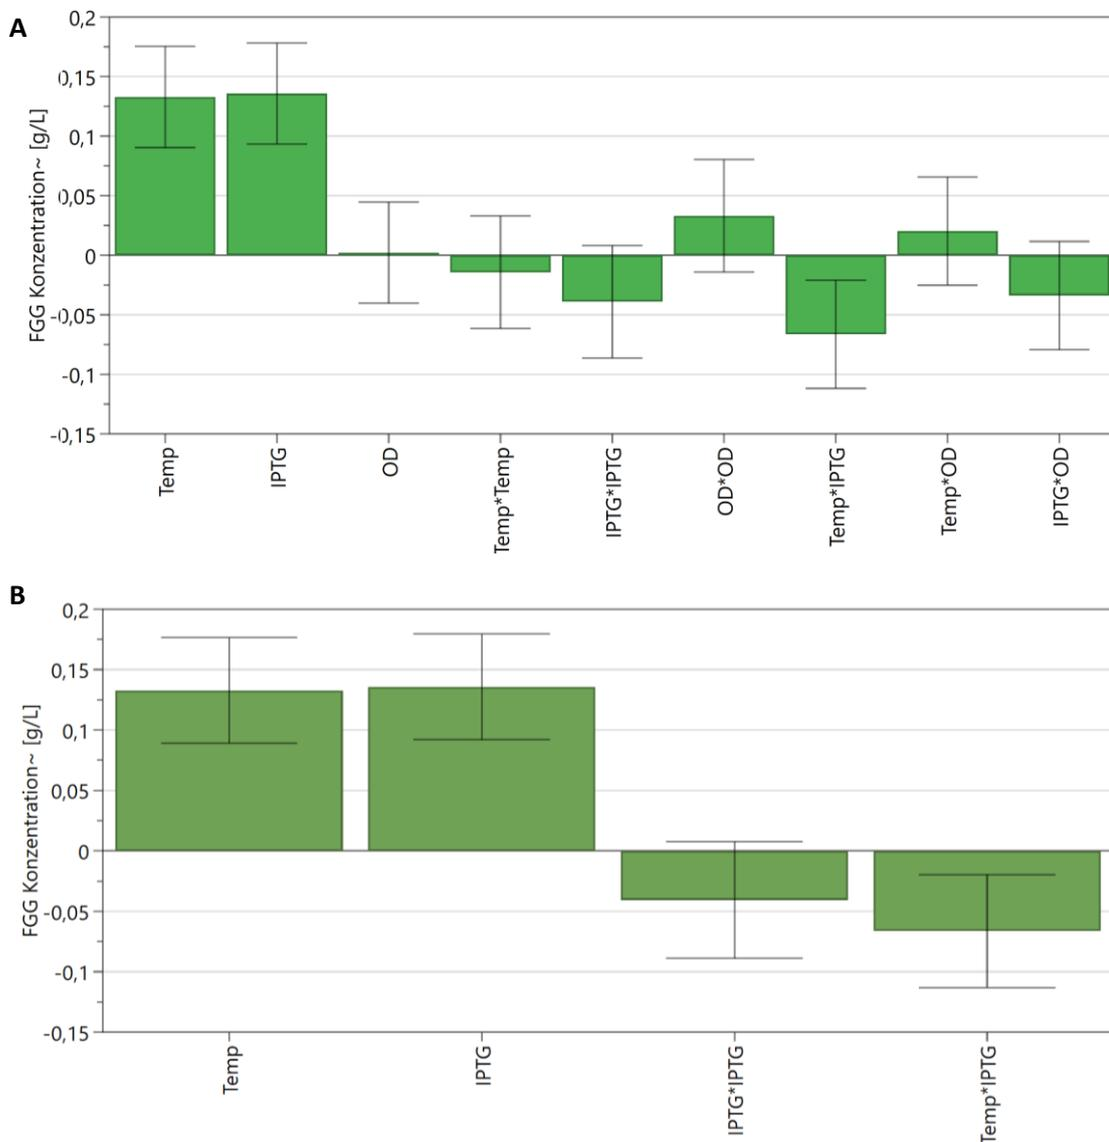 A
0,2
0,15
0,1
0,05
0
-0,05
-0,1
-0,15
FGG Konzentration~ [g/L]
Temp
IPTG
OD
Temp*Temp
IPTG*IPTG
OD*OD
Temp*IPTG
Temp*OD
IPTG*OD
B
0,2
0,15
0,1
0,05
0
-0,05
-0,1
-0,15
FGG Konzentration~ [g/L]
Temp
IPTG
IPTG*IPTG
Temp*IPTG